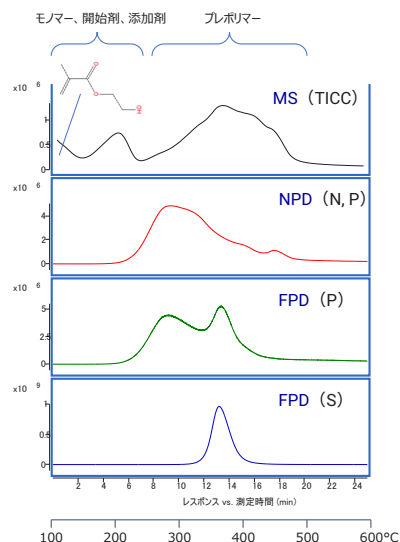 モノマー、開始剤、添加剤
プレポリマー
x10 6
MS（TICC）
1
0.5
0
O
O
x10 6
NPD（N, P）
4
2
0
x10 6
FPD（P）
5
2.5
0
x10 9
FPD（S）
1
0.5
0
2 4 6 8 10 12 14 16 18 20 22 24
レスポンス vs. 測定時間 (min)
100 200 300 400 500 600°C